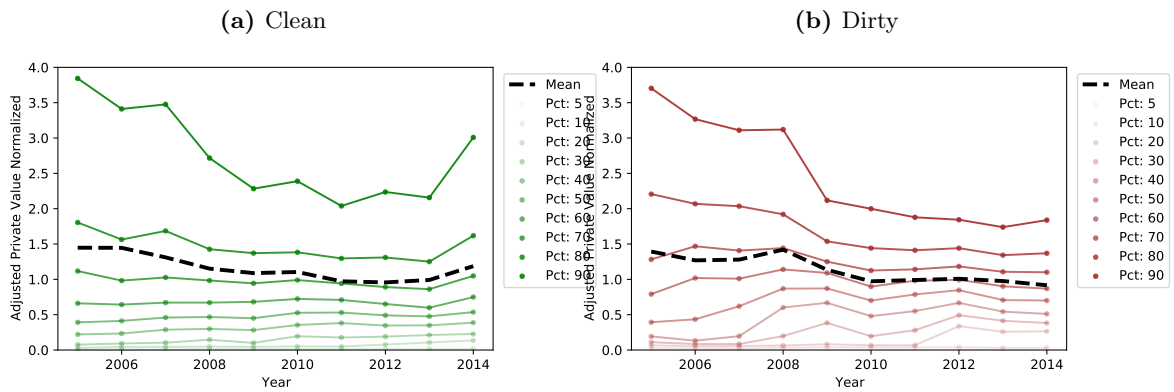 (a) Clean
Adjusted Private Value Normalized
4.0
3.5
3.0
2.5
2.0
1.5
1.0
0.5
0.0
2006
2008
2010
2012
2014
Year
Mean
Pct: 5
Pct: 10
Pct: 20
Pct: 30
Pct: 40
Pct: 50
Pct: 60
Pct: 70
Pct: 80
Pct: 90
(b) Dirty
Adjusted Private Value Normalized
4.0
3.5
3.0
2.5
2.0
1.5
1.0
0.5
0.0
2006
2008
2010
2012
2014
Year
Mean
Pct: 5
Pct: 10
Pct: 20
Pct: 30
Pct: 40
Pct: 50
Pct: 60
Pct: 70
Pct: 80
Pct: 90